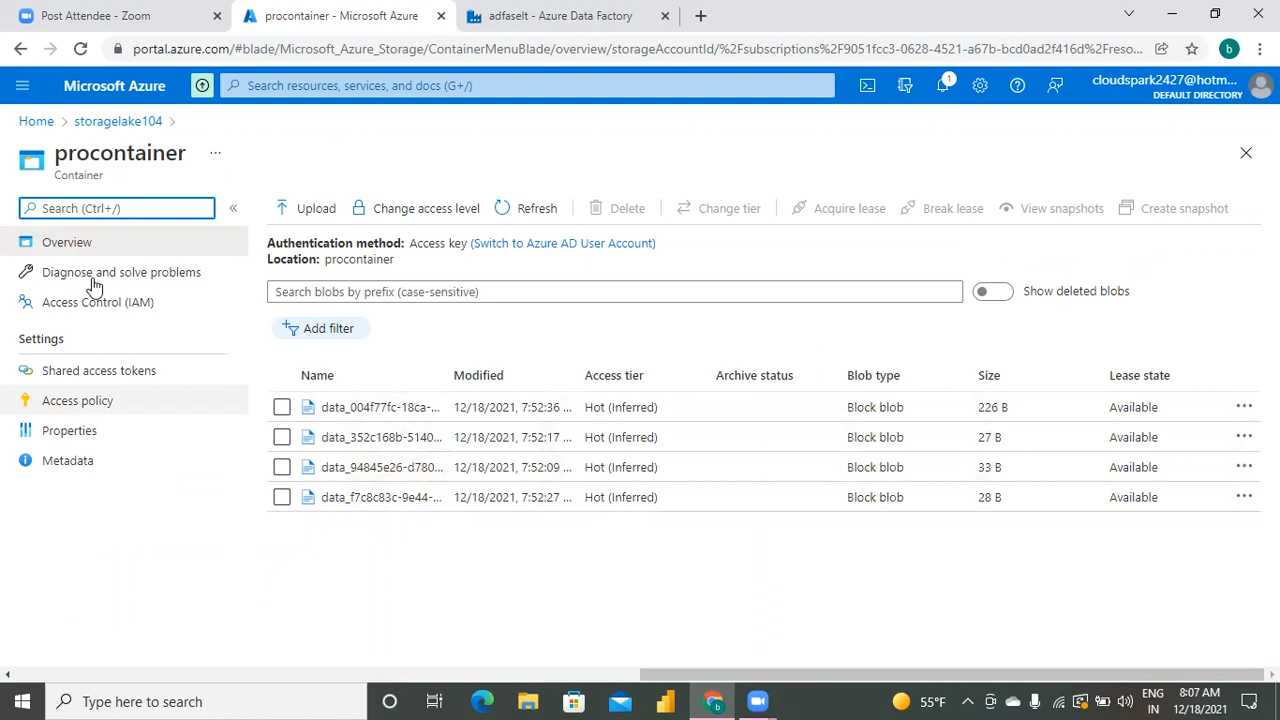 Post Attendee - Zoom
procontainer - Microsoft Azure
adfaselt - Azure Data Factory
portal.azure.com/#blade/Microsoft_Azure_Storage/ContainerMenuBlade/overview/storageAccountId/%2Fsubscriptions%2F9051fcc3-0628-4521-a67b-bcd0ad2f416d%2Freso...
b
Microsoft Azure
Search resources, services, and docs (G+/)
1
cloudspark2427@hotm...
DEFAULT DIRECTORY
Home > storagelake104 >
procontainer ...
Container
Search (Ctrl+/)
«
Overview
Diagnose and solve problems
Access Control (IAM)
Settings
Shared access tokens
Access policy
Properties
Metadata
Upload Change access level Refresh Delete Change tier Acquire lease Break lease View snapshots Create snapshot
Authentication method: Access key (Switch to Azure AD User Account)
Location: procontainer
Search blobs by prefix (case-sensitive)
Show deleted blobs
Add filter
Name Modified Access tier Archive status Blob type Size Lease state
data_004f77fc-18ca-... 12/18/2021, 7:52:36 ... Hot (Inferred) Block blob 226 B Available ...
data_352c168b-5140... 12/18/2021, 7:52:17 ... Hot (Inferred) Block blob 27 B Available ...
data_94845e26-d780... 12/18/2021, 7:52:09 ... Hot (Inferred) Block blob 33 B Available ...
data_f7c8c83c-9e44-... 12/18/2021, 7:52:27 ... Hot (Inferred) Block blob 28 B Available ...
Type here to search
55°F
ENG
IN
8:07 AM
12/18/2021